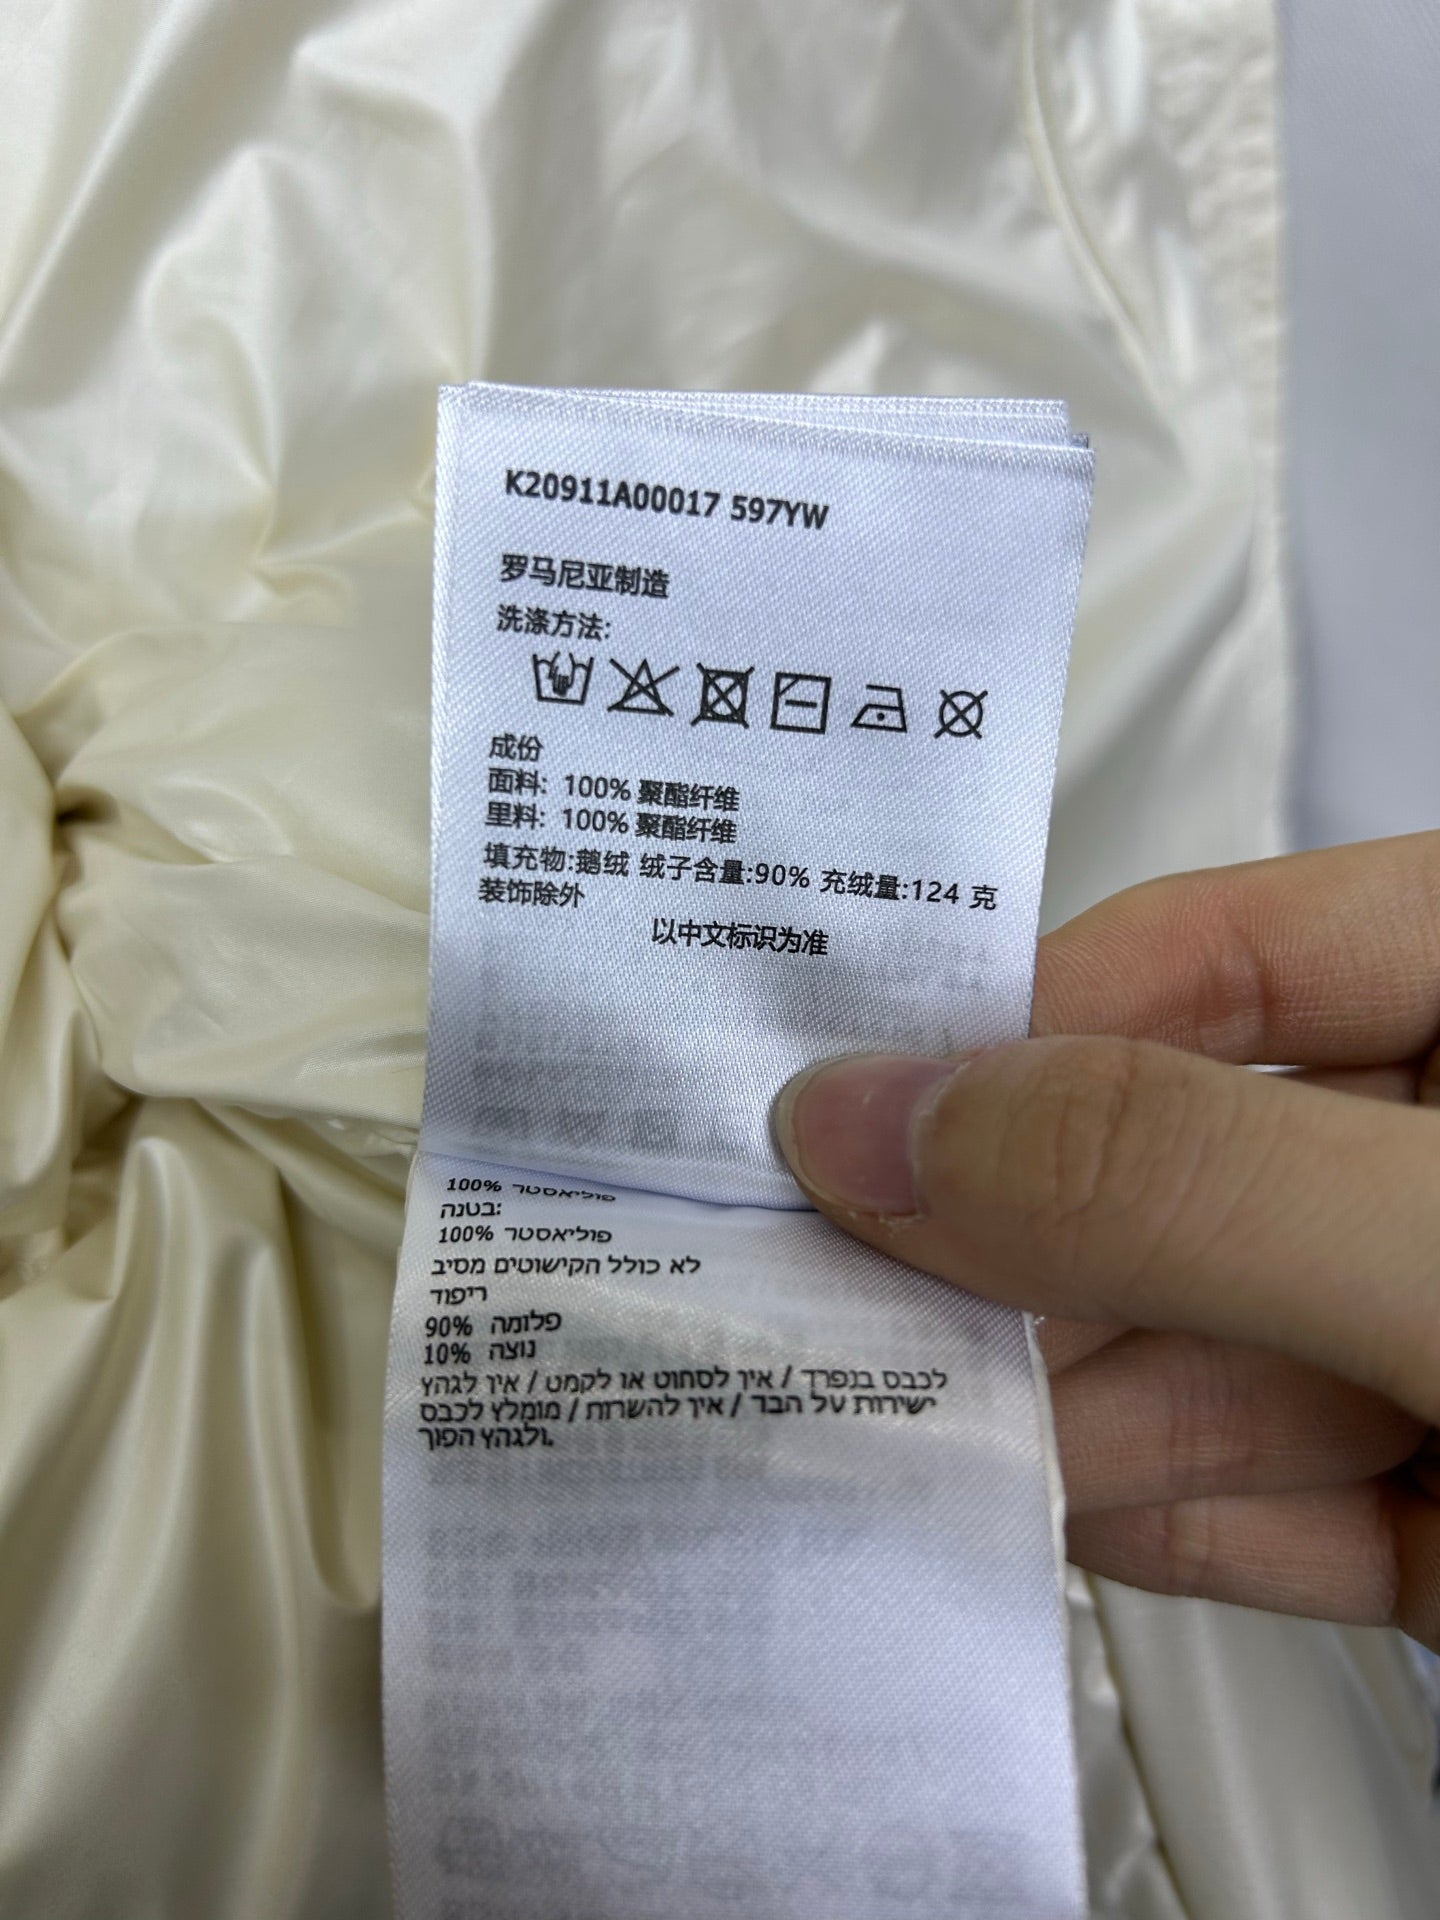 K20911A00017 597YW
罗马尼亚制造
洗涤方法:
成份
面料: 100% 聚酯纤维
里料: 100% 聚酯纤维
填充物:鹅绒 绒子含量:90% 充绒量:124 克
装饰除外
以中文标识为准
100% פוליאסטר
בטנה:
100% פוליאסטר
לא כולל הקישוטים מסיב
ריפוד
90% פלומה
10% נוצה
לכבס בנפרד / אין לסחוט או לקמט / אין לגהץ
ישירות על הבד / אין להשרות / מומלץ לכבס
ולגהץ הפוך.